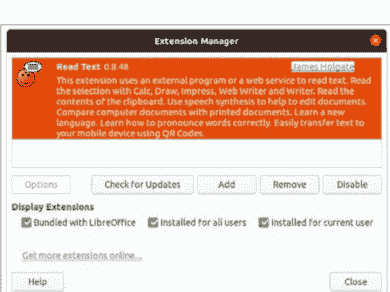 Extension Manager
Read Text 0.8.48 James Holgate
This extension uses an external program or a web service to read text. Read
the selection with Calc, Draw, Impress, Web Writer and Writer. Read the
contents of the clipboard. Use speech synthesis to help to edit documents.
Compare computer documents with printed documents. Learn a new
language. Learn how to pronounce words correctly. Easily transfer text to
your mobile device using QR Codes.
Options Check for Updates Add Remove Disable
Display Extensions
Bundled with LibreOffice Installed for all users Installed for current user
Get more extensions online...
Help Close